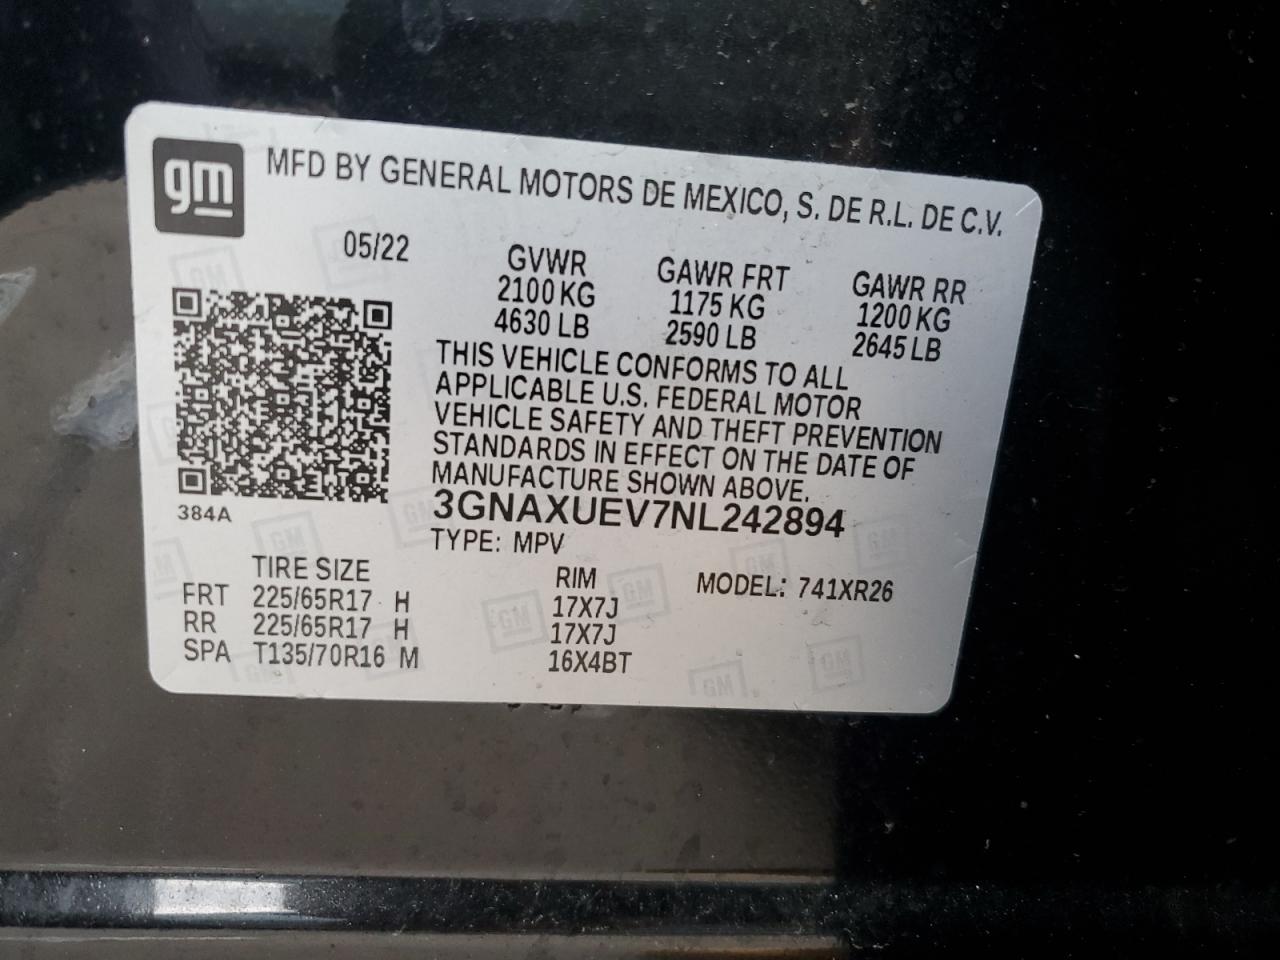 gm MFD BY GENERAL MOTORS DE MEXICO, S. DE R.L. DE C.V.
05/22
GVWR GAWR FRT GAWR RR
2100 KG 1175 KG 1200 KG
4630 LB 2590 LB 2645 LB
THIS VEHICLE CONFORMS TO ALL
APPLICABLE U.S. FEDERAL MOTOR
VEHICLE SAFETY AND THEFT PREVENTION
STANDARDS IN EFFECT ON THE DATE OF
MANUFACTURE SHOWN ABOVE.
384A
3GNAXUEV7NL242894
TYPE: MPV
TIRE SIZE RIM MODEL: 741XR26
FRT 225/65R17 H 17X7J
RR 225/65R17 H 17X7J
SPA T135/70R16 M 16X4BT